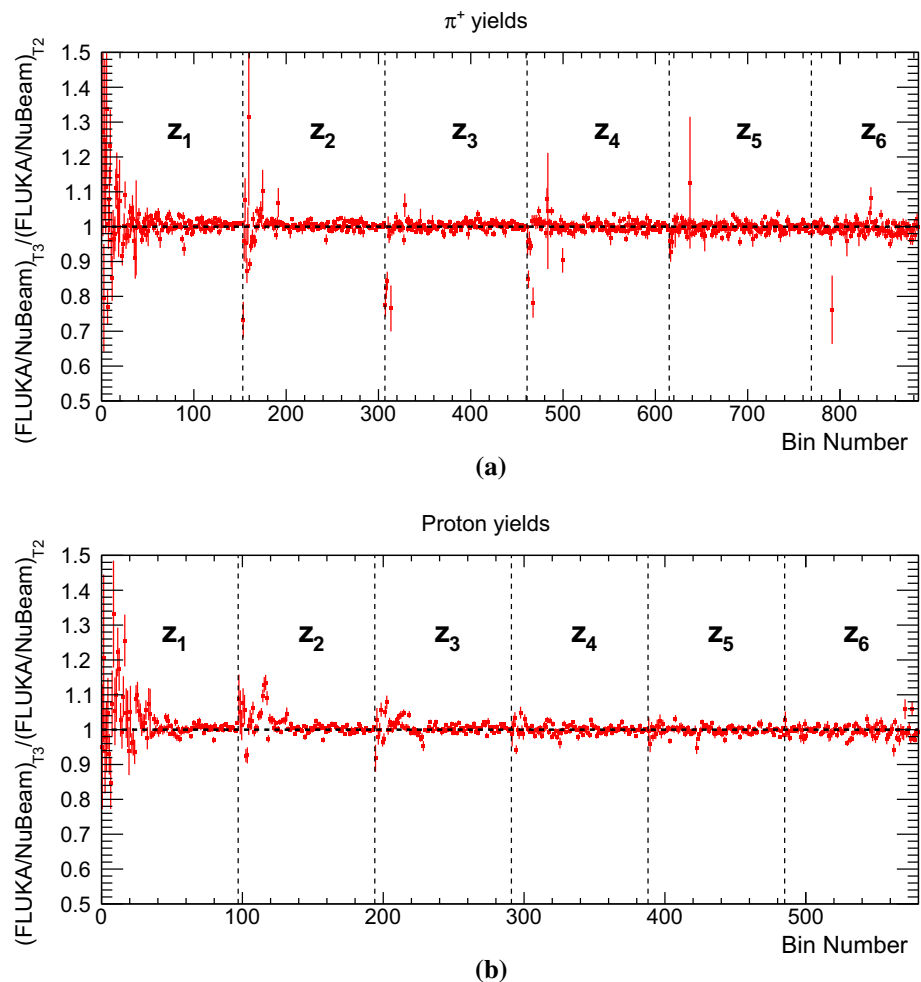 π+ yields
(FLUKA/NuBeam)T3/(FLUKA/NuBeam)T2
1.5
1.4
1.3
1.2
1.1
1
0.9
0.8
0.7
0.6
0.5
z1 z2 z3 z4 z5 z6
0 100 200 300 400 500 600 700 800
Bin Number
(a)
Proton yields
(FLUKA/NuBeam)T3/(FLUKA/NuBeam)T2
1.5
1.4
1.3
1.2
1.1
1
0.9
0.8
0.7
0.6
0.5
z1 z2 z3 z4 z5 z6
0 100 200 300 400 500
Bin Number
(b)